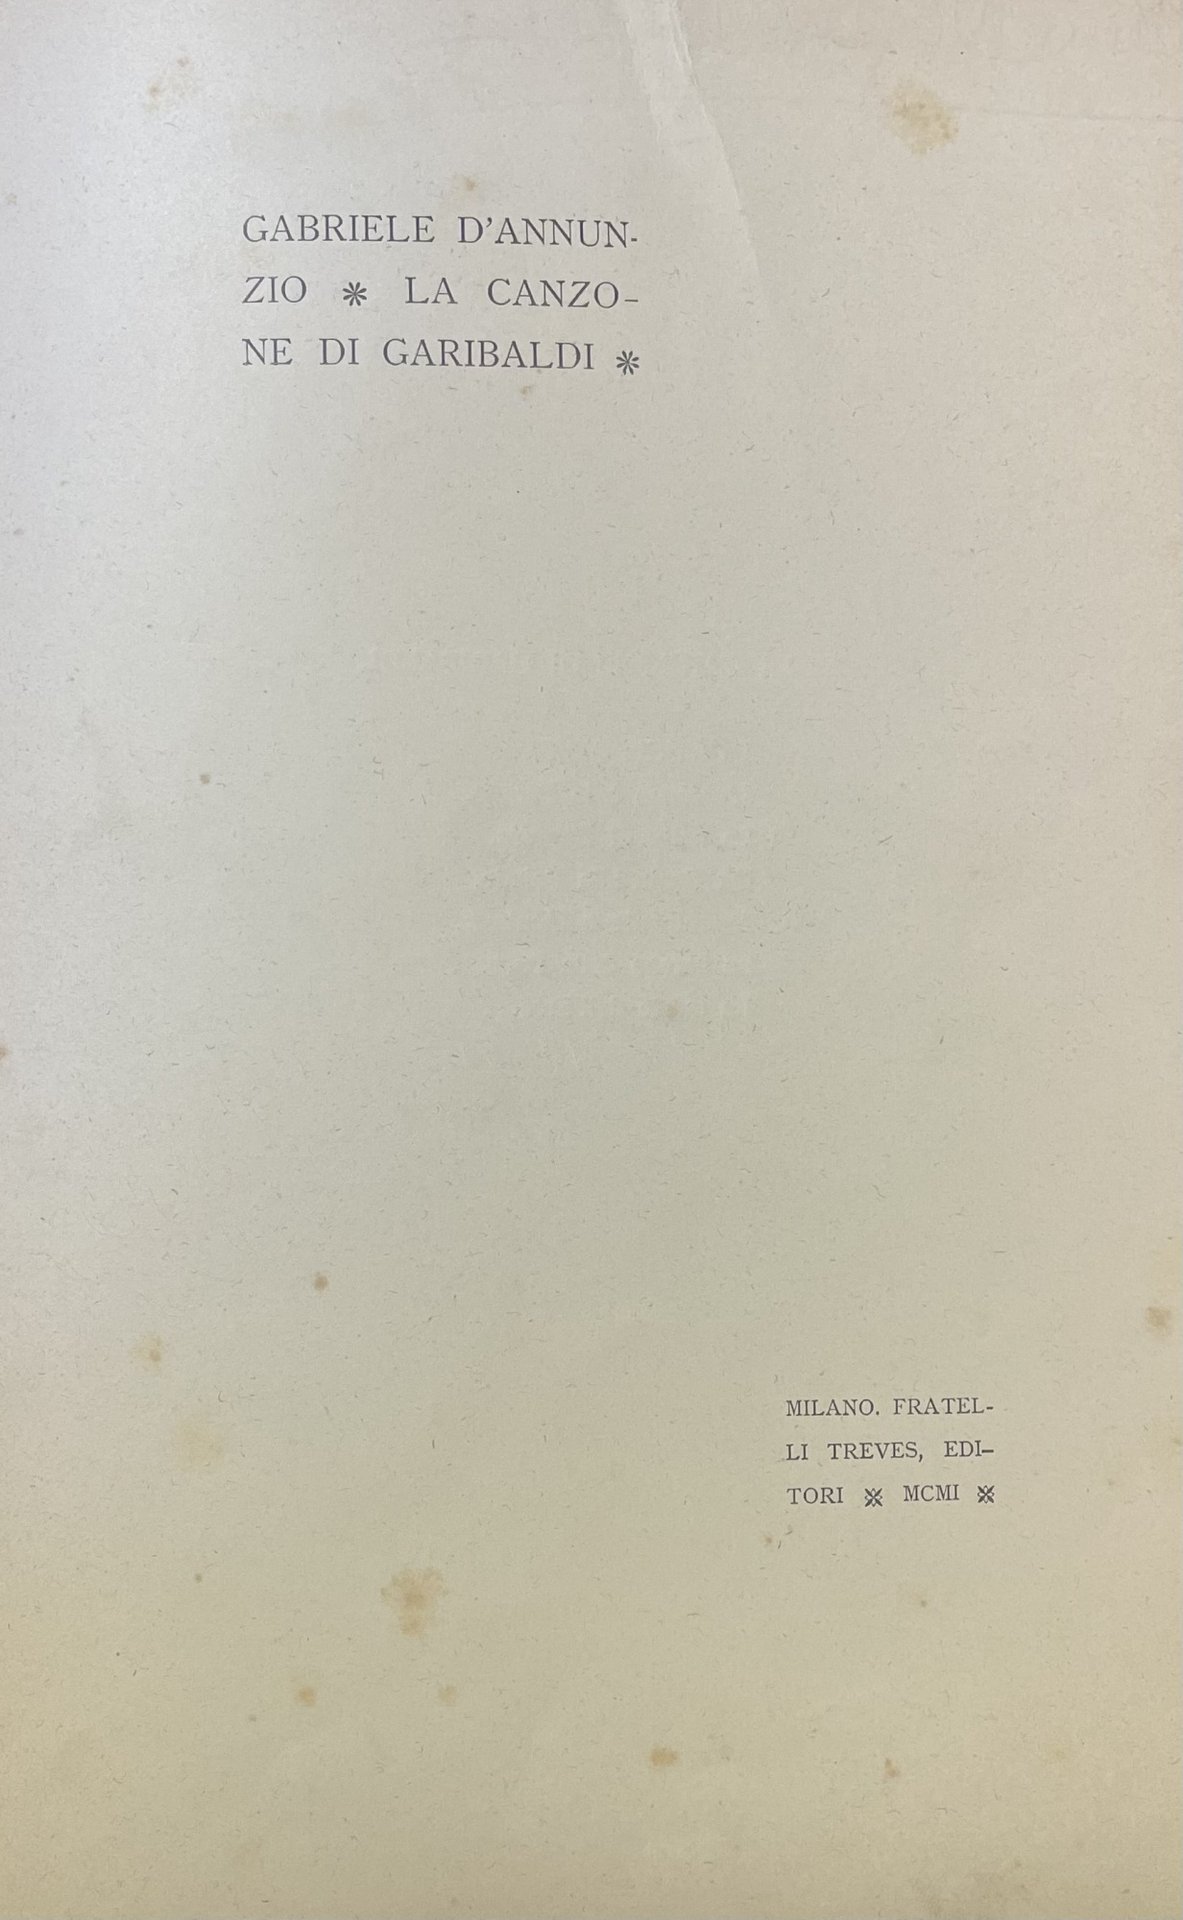 GABRIELE D'ANNUN-
ZIO * LA CANZO-
NE DI GARIBALDI *
MILANO. FRATEL-
LI TREVES, EDI-
TORI * MCMI *